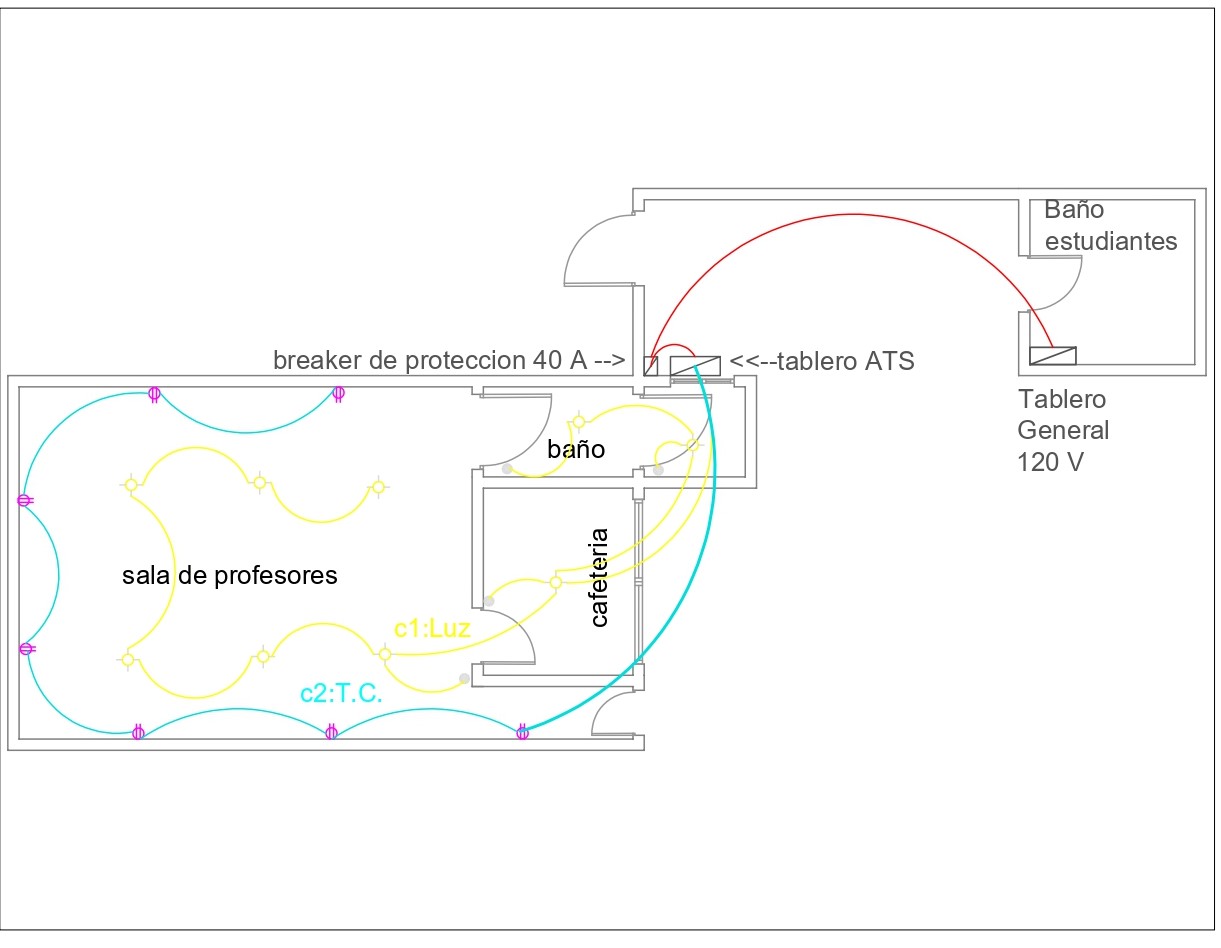 Baño
estudiantes
breaker de proteccion 40 A -->
<<--tablero ATS
Tablero
General
120 V
baño
cafeteria
sala de profesores
c1:Luz
c2:T.C.